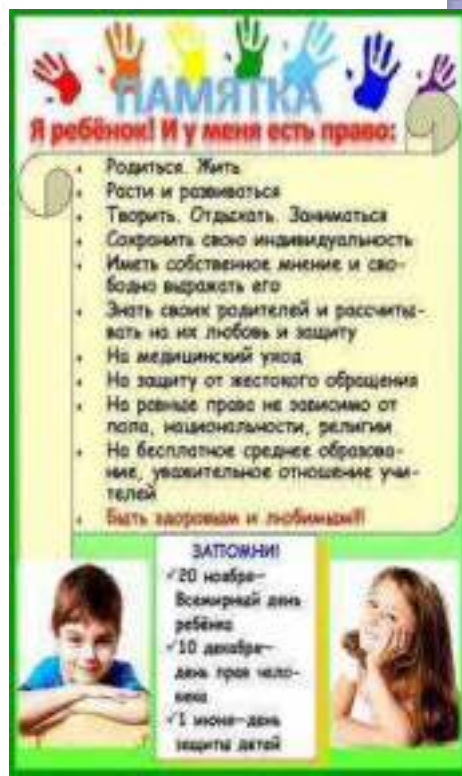 ПАМЯТКА
Я ребёнок! И у меня есть право:
Родиться. Жить
Расти и развиваться
Творить. Отдыхать. Заниматься
Сохранить свою индивидуальность
Иметь собственное мнение и сво-
бодно выражать его
Знать своих родителей и рассчиты-
вать на их любовь и защиту
На медицинский уход
На защиту от жестокого обращения
На равные права не зависимо от
пола, национальности, религии
На бесплатное среднее образова-
ние, уважительное отношение учи-
телей
Быть здоровым и любимым!!!
ЗАПОМНИ!
✓20 ноября–
Всемирный день
ребёнка
✓10 декабря–
день прав чело-
века
✓1 июня–день
защиты детей